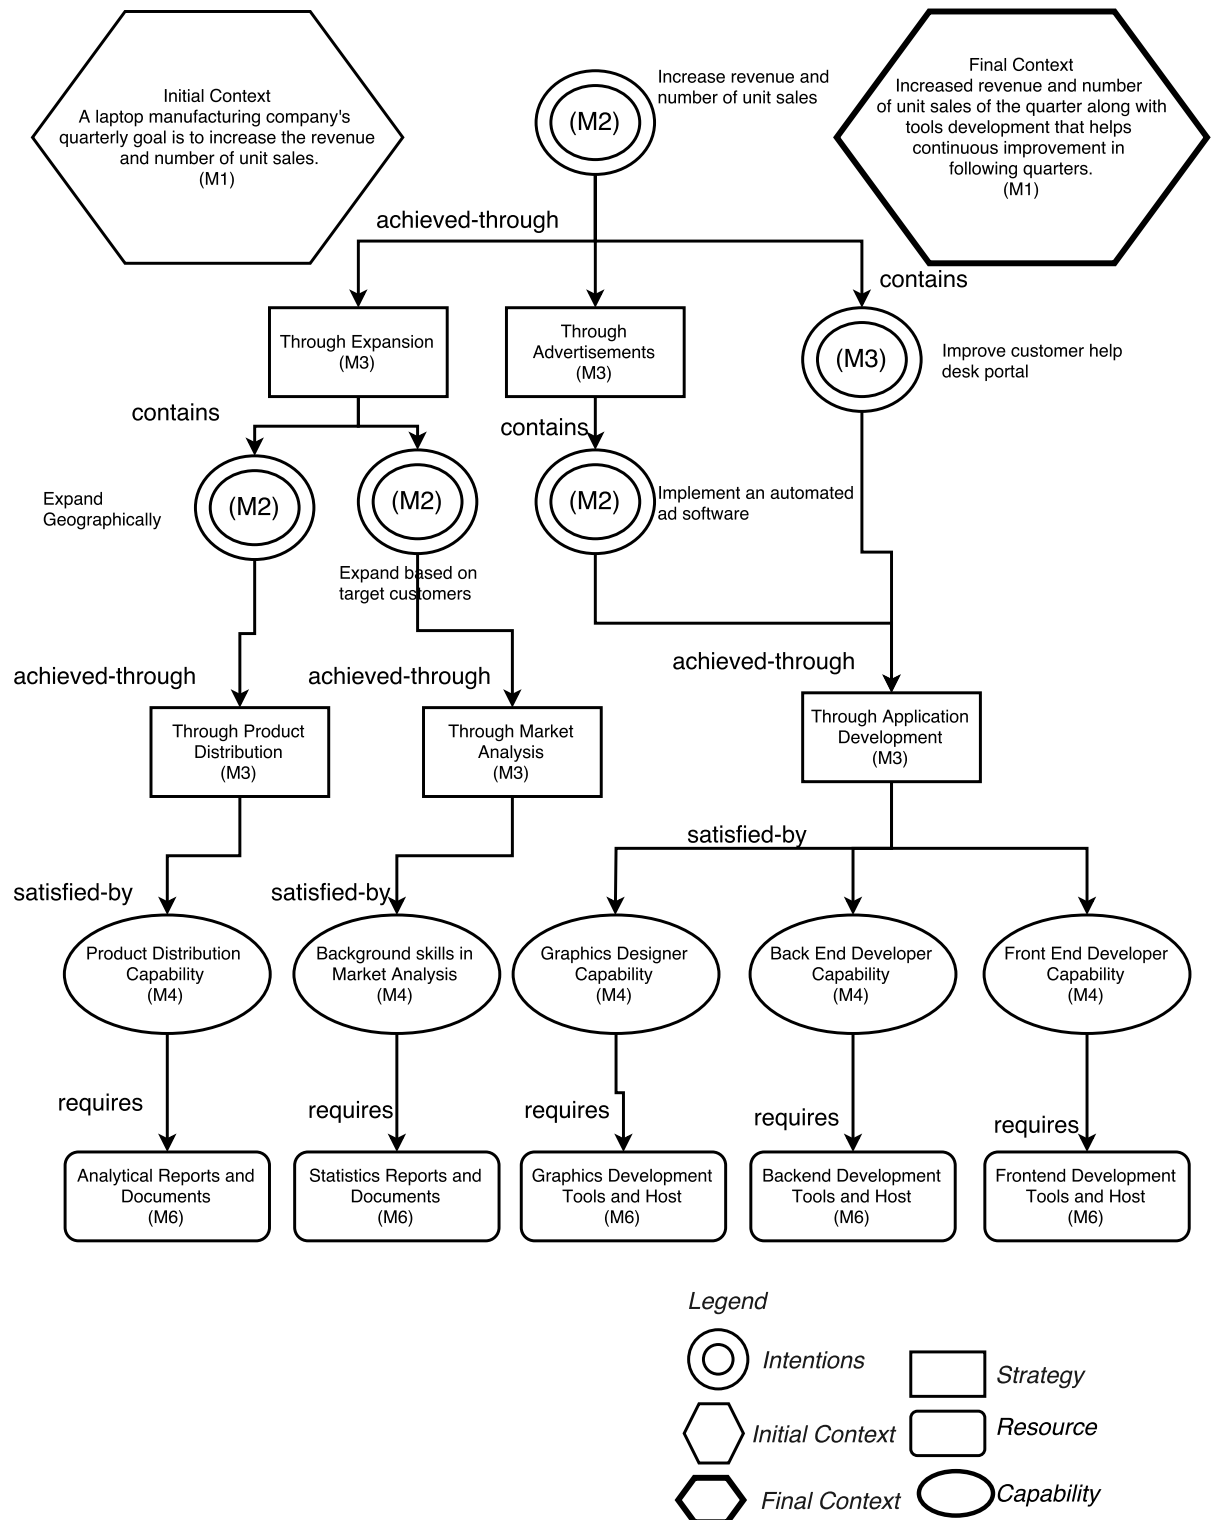 Initial Context
A laptop manufacturing company's
quarterly goal is to increase the revenue
and number of unit sales.
(M1)
(M2)
Increase revenue and
number of unit sales
Final Context
Increased revenue and number
of unit sales of the quarter along with
tools development that helps
continuous improvement in
following quarters.
(M1)
achieved-through
contains
Through Expansion
(M3)
Through
Advertisements
(M3)
(M3)
Improve customer help
desk portal
contains
contains
Expand
Geographically
(M2)
(M2)
Expand based on
target customers
(M2)
Implement an automated
ad software
achieved-through
achieved-through
achieved-through
Through Product
Distribution
(M3)
Through Market
Analysis
(M3)
Through Application
Development
(M3)
satisfied-by
satisfied-by
satisfied-by
Product Distribution
Capability
(M4)
Background skills in
Market Analysis
(M4)
Graphics Designer
Capability
(M4)
Back End Developer
Capability
(M4)
Front End Developer
Capability
(M4)
requires
requires
requires
requires
requires
Analytical Reports and
Documents
(M6)
Statistics Reports and
Documents
(M6)
Graphics Development
Tools and Host
(M6)
Backend Development
Tools and Host
(M6)
Frontend Development
Tools and Host
(M6)
Legend
Intentions
Strategy
Initial Context
Resource
Final Context
Capability